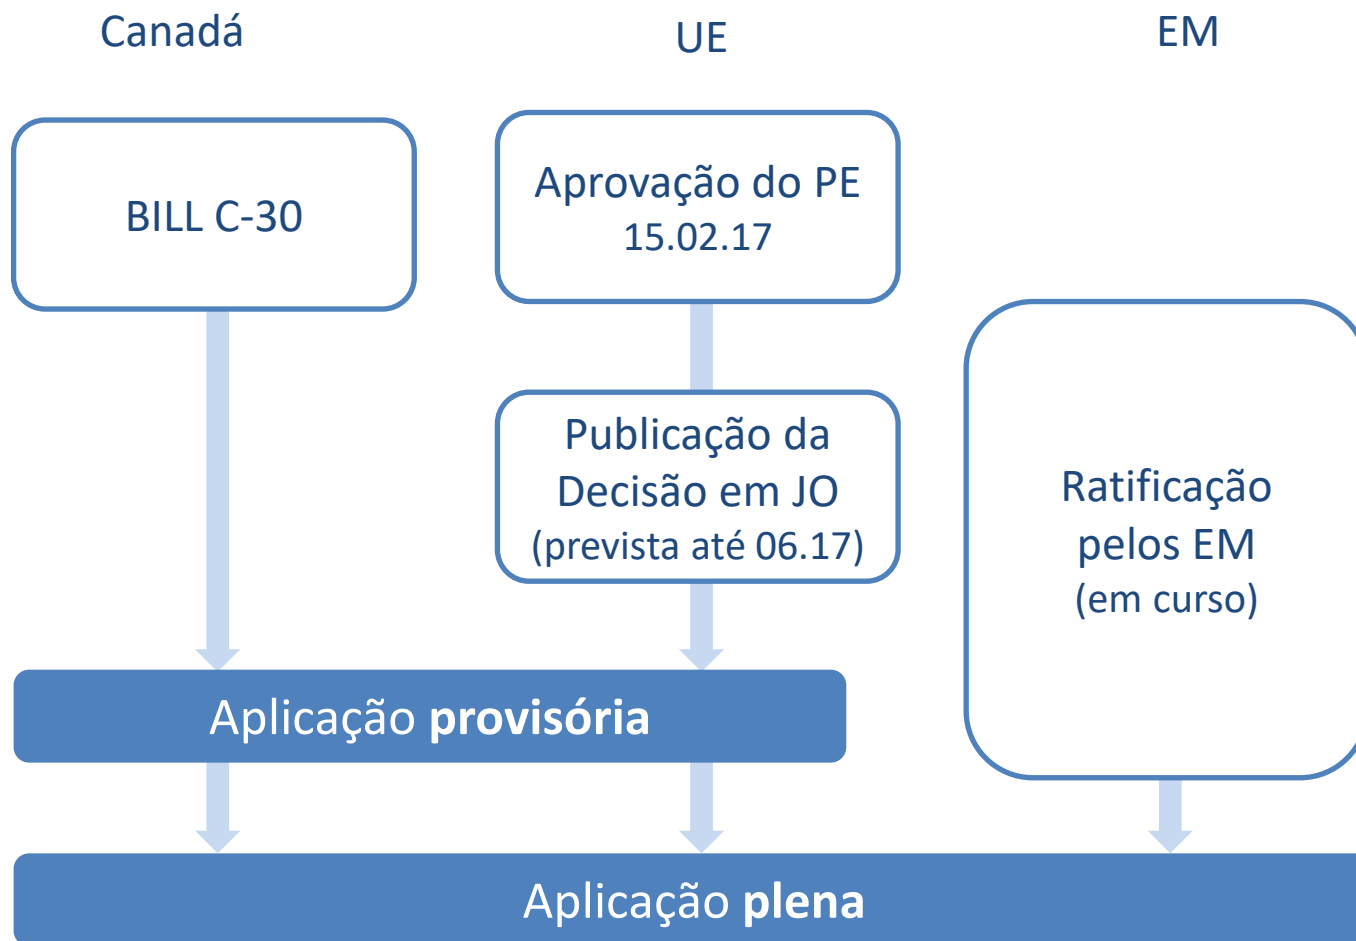 Canadá
UE
EM
BILL C-30
Aprovação do PE
15.02.17
Publicação da
Decisão em JO
(prevista até 06.17)
Ratificação
pelos EM
(em curso)
Aplicação provisória
Aplicação plena